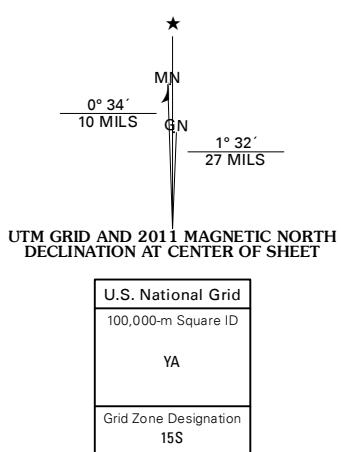 ★
MN
0° 34´
10 MILS
GN
1° 32´
27 MILS
UTM GRID AND 2011 MAGNETIC NORTH
DECLINATION AT CENTER OF SHEET
U.S. National Grid
100,000-m Square ID
YA
Grid Zone Designation
15S